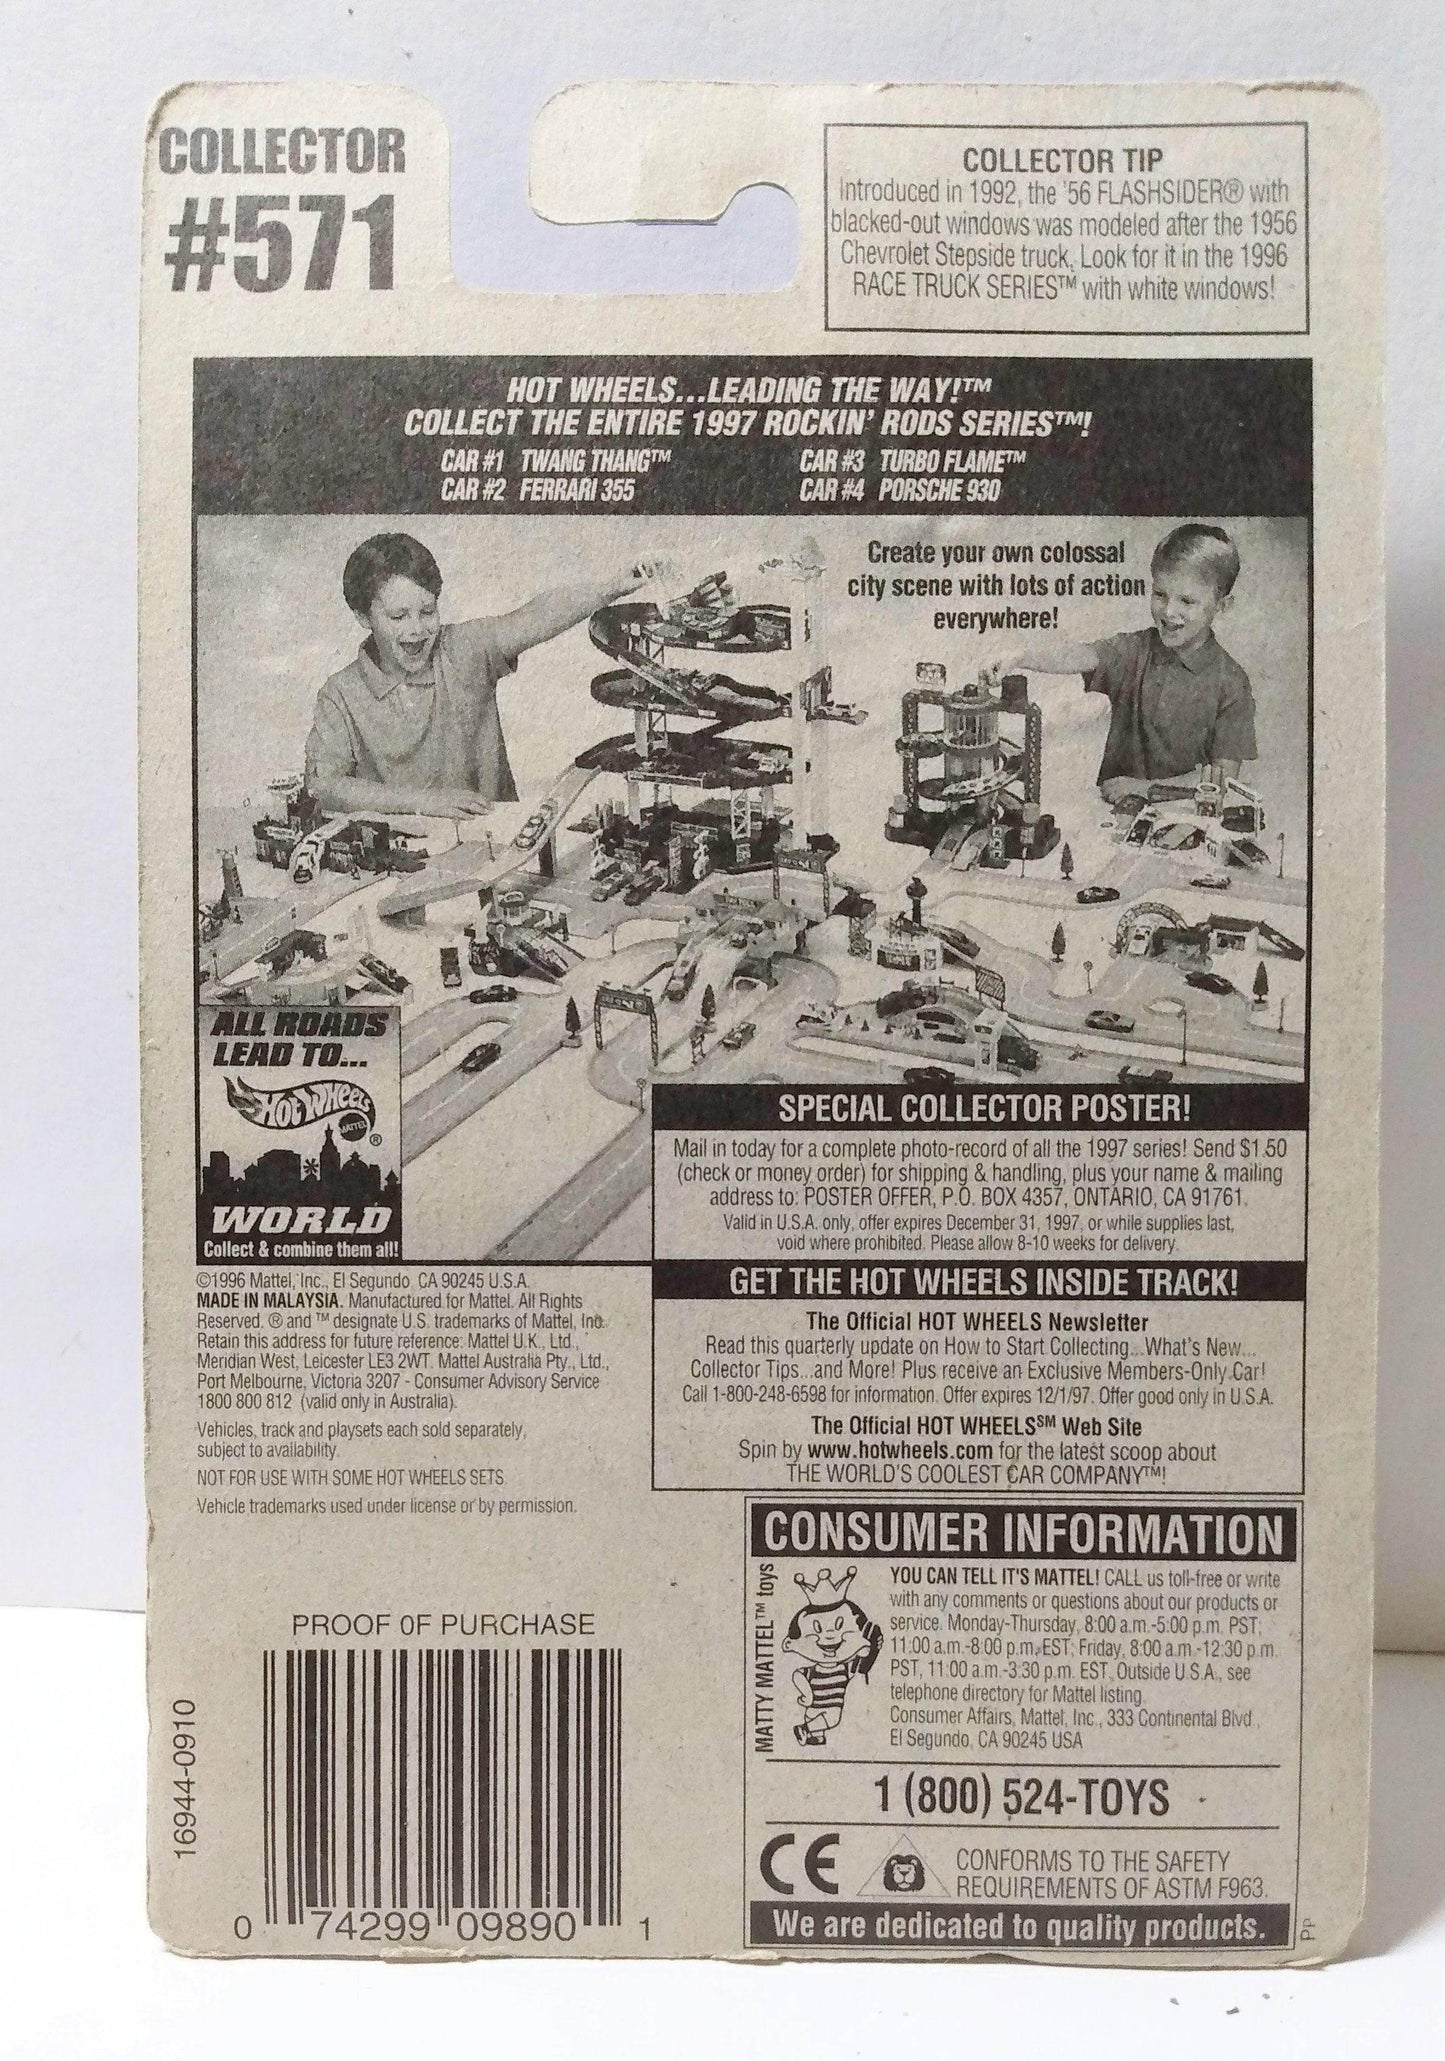 COLLECTOR
#571
COLLECTOR TIP
Introduced in 1992, the '56 FLASHSIDER® with
blacked-out windows was modeled after the 1956
Chevrolet Stepside truck. Look for it in the 1996
RACE TRUCK SERIES™ with white windows!
HOT WHEELS...LEADING THE WAY!™
COLLECT THE ENTIRE 1997 ROCKIN' RODS SERIES™!
CAR #1 TWANG THANG™
CAR #2 FERRARI 355
CAR #3 TURBO FLAME™
CAR #4 PORSCHE 930
Create your own colossal
city scene with lots of action
everywhere!
ALL ROADS
LEAD TO...
HOT WHEELS
MATTEL
®
WORLD
Collect & combine them all!
SPECIAL COLLECTOR POSTER!
Mail in today for a complete photo-record of all the 1997 series! Send $1.50
(check or money order) for shipping & handling, plus your name & mailing
address to: POSTER OFFER, P.O. BOX 4357, ONTARIO, CA 91761.
Valid in U.S.A. only, offer expires December 31, 1997, or while supplies last,
void where prohibited. Please allow 8-10 weeks for delivery.
GET THE HOT WHEELS INSIDE TRACK!
The Official HOT WHEELS Newsletter
Read this quarterly update on How to Start Collecting...What's New...
Collector Tips...and More! Plus receive an Exclusive Members-Only Car!
Call 1-800-248-6598 for information. Offer expires 12/1/97. Offer good only in U.S.A.
The Official HOT WHEELS℠ Web Site
Spin by www.hotwheels.com for the latest scoop about
THE WORLD'S COOLEST CAR COMPANY™!
©1996 Mattel, Inc., El Segundo, CA 90245 U.S.A.
MADE IN MALAYSIA. Manufactured for Mattel. All Rights
Reserved. ® and ™ designate U.S. trademarks of Mattel, Inc.
Retain this address for future reference: Mattel U.K., Ltd.,
Meridian West, Leicester LE3 2WT. Mattel Australia Pty., Ltd.,
Port Melbourne, Victoria 3207 - Consumer Advisory Service
1800 800 812 (valid only in Australia).
Vehicles, track and playsets each sold separately,
subject to availability.
NOT FOR USE WITH SOME HOT WHEELS SETS.
Vehicle trademarks used under license or by permission.
CONSUMER INFORMATION
MATTY MATTEL™ toys
YOU CAN TELL IT'S MATTEL! CALL us toll-free or write
with any comments or questions about our products or
service. Monday-Thursday, 8:00 a.m.-5:00 p.m. PST;
11:00 a.m.-8:00 p.m. EST; Friday, 8:00 a.m.-12:30 p.m.
PST, 11:00 a.m.-3:30 p.m. EST. Outside U.S.A., see
telephone directory for Mattel listing.
Consumer Affairs, Mattel, Inc., 333 Continental Blvd.,
El Segundo, CA 90245 USA
1 (800) 524-TOYS
CE
CONFORMS TO THE SAFETY
REQUIREMENTS OF ASTM F963.
We are dedicated to quality products.
PP
PROOF OF PURCHASE
16944-0910
0 74299 09890 1